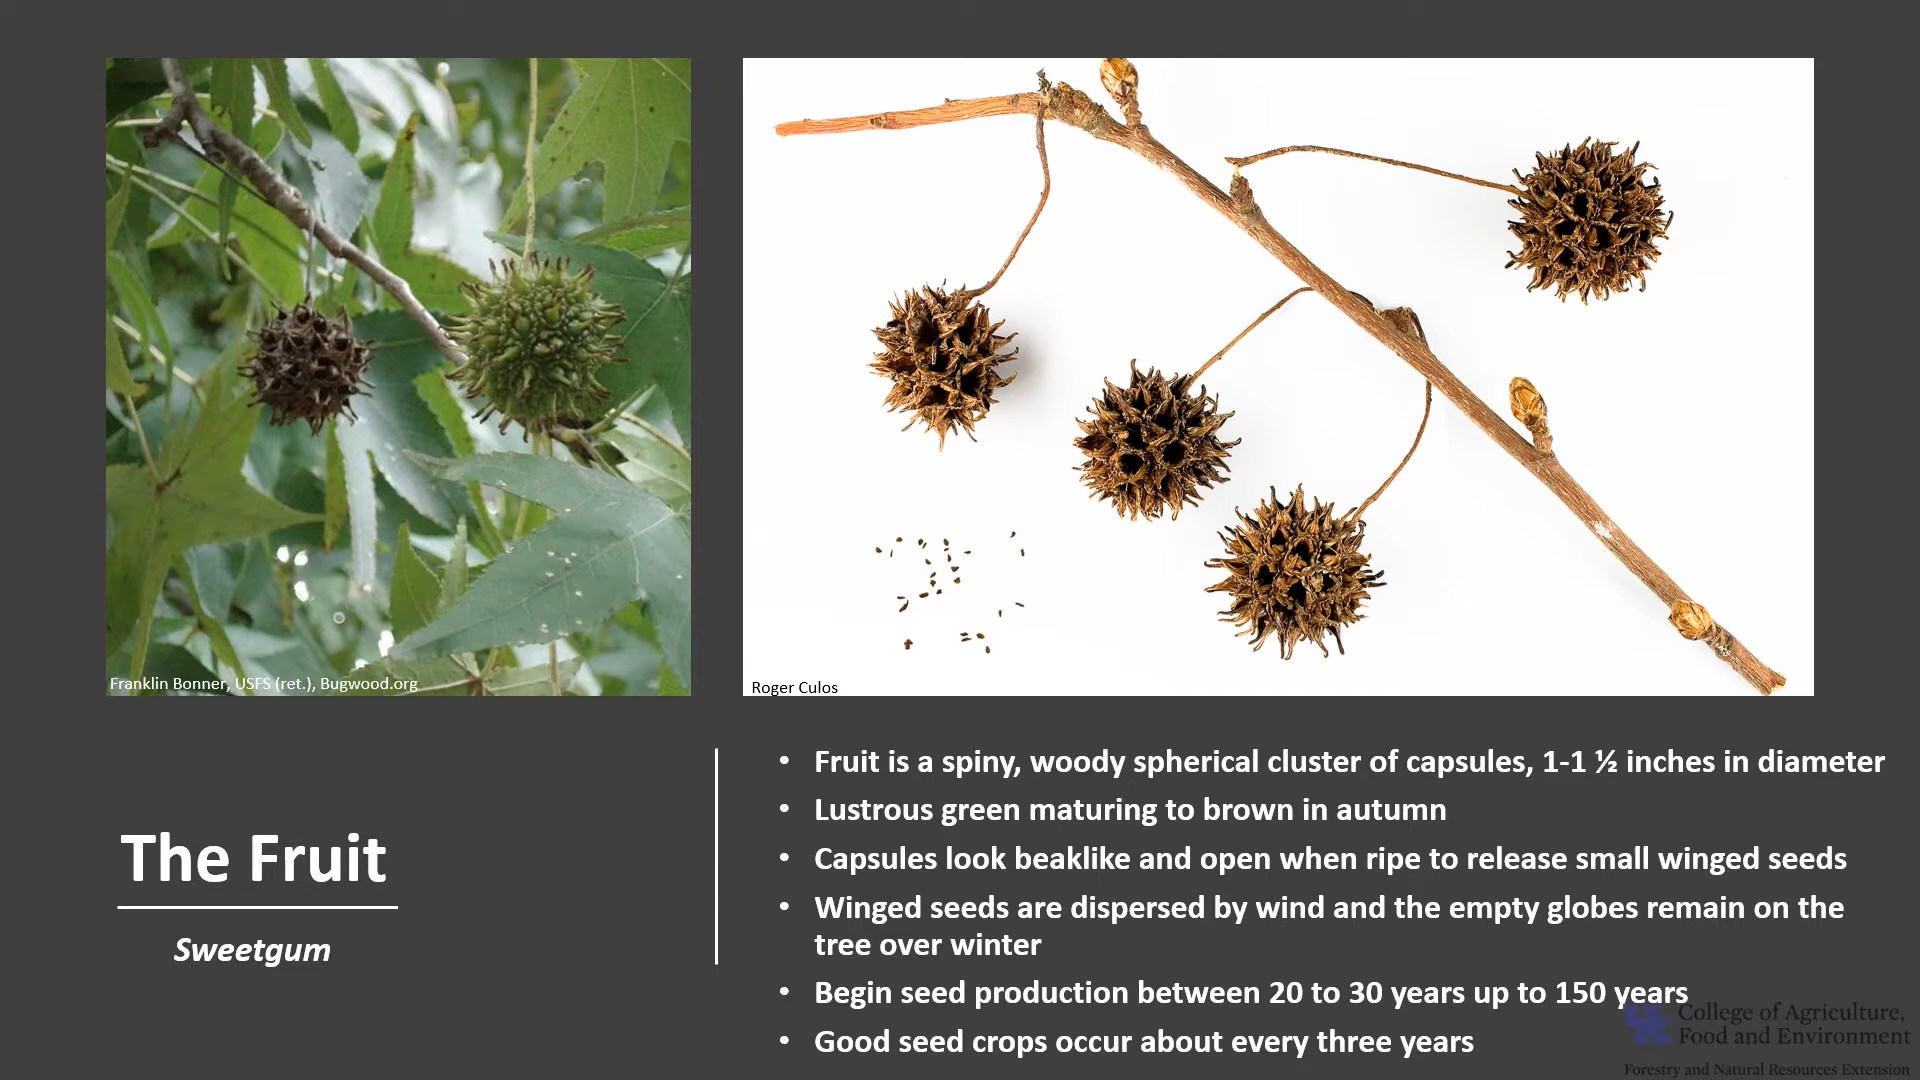 Franklin Bonner, USFS (ret.), Bugwood.org
Roger Culos
The Fruit
Sweetgum
• Fruit is a spiny, woody spherical cluster of capsules, 1-1 ½ inches in diameter
• Lustrous green maturing to brown in autumn
• Capsules look beaklike and open when ripe to release small winged seeds
• Winged seeds are dispersed by wind and the empty globes remain on the
tree over winter
• Begin seed production between 20 to 30 years up to 150 years
• Good seed crops occur about every three years
UK College of Agriculture,
Food and Environment
Forestry and Natural Resources Extension